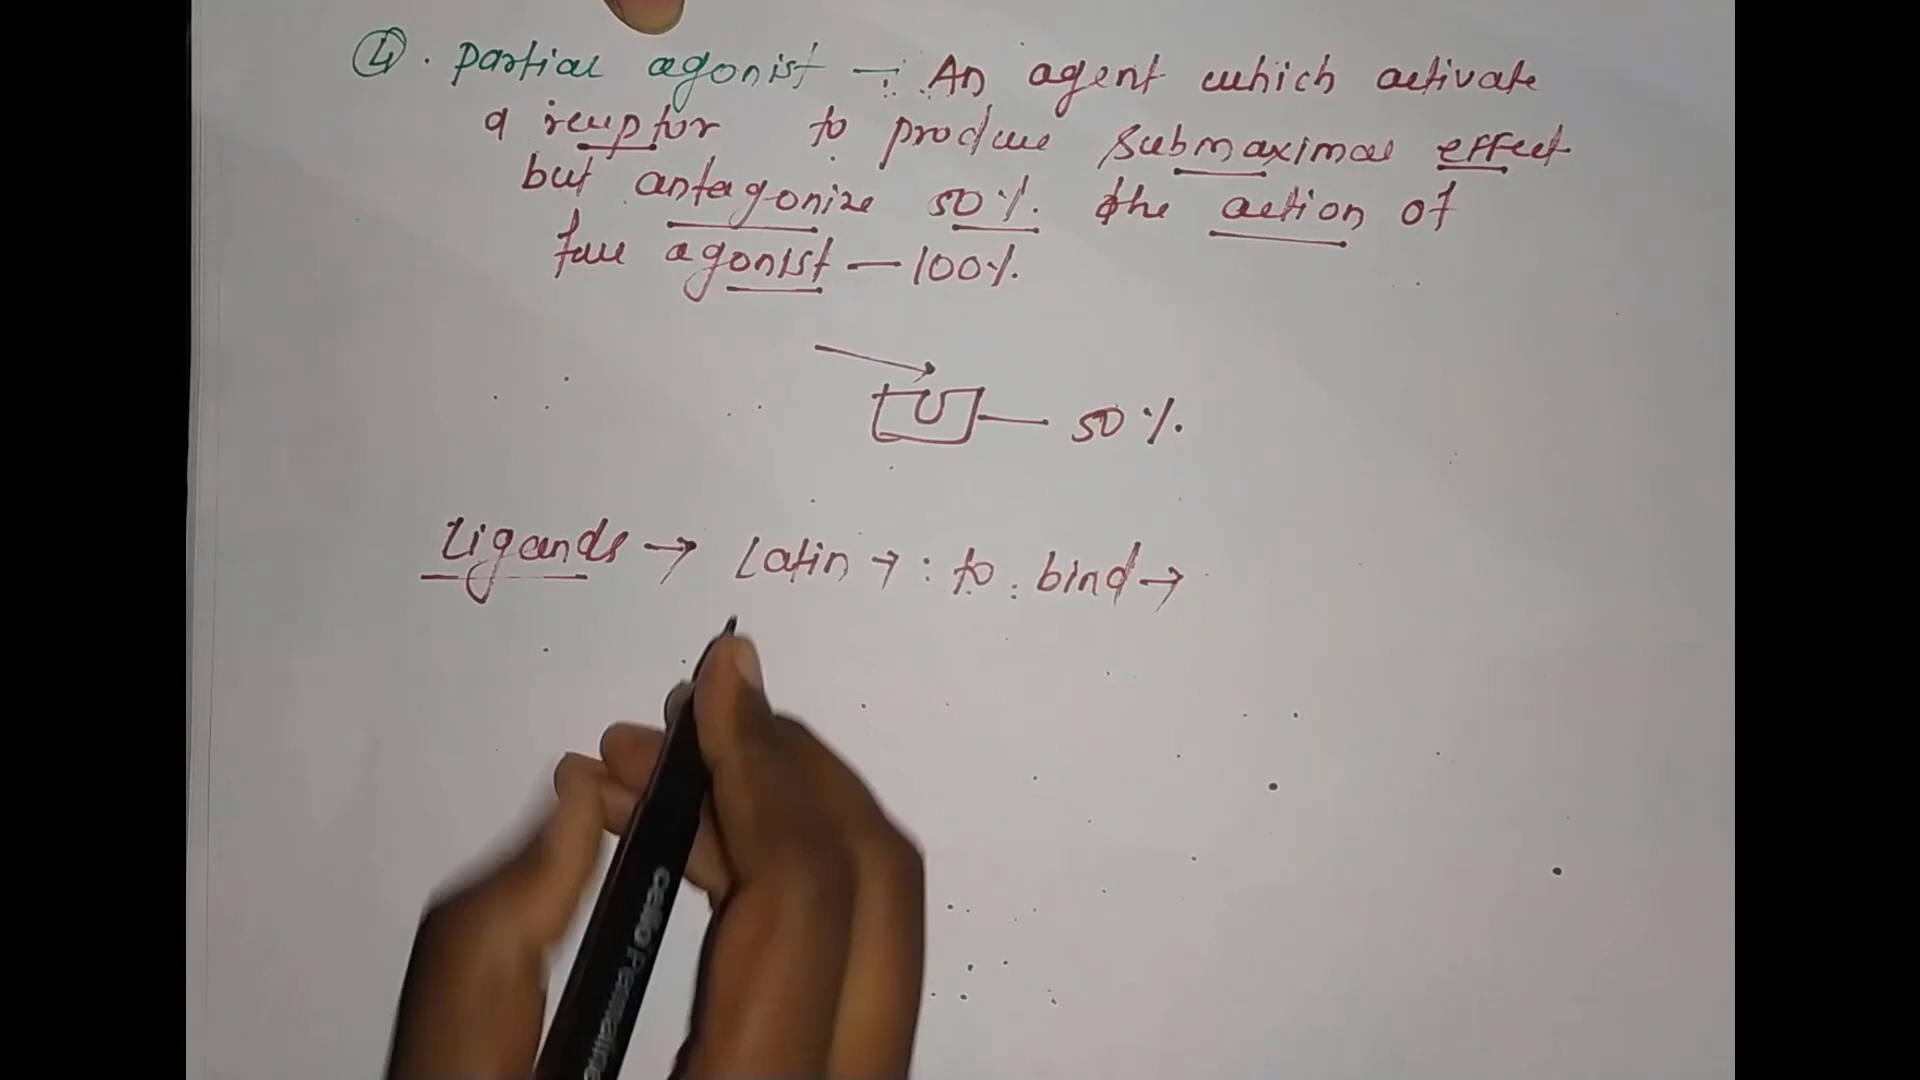 4. Partial agonist - : An agent which activate
a receptor to produce submaximal effect
but antagonize 50%. the action of
full agonist — 100%.
50%.
Ligands → Latin → : to bind →
cello